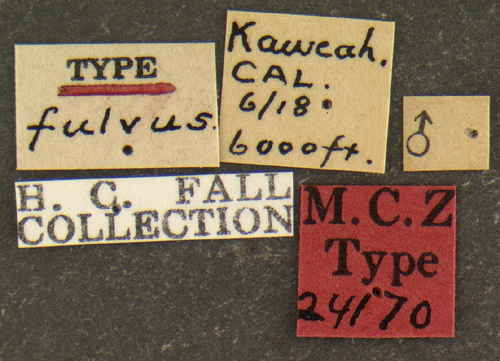 TYPE
fulvus.
Kaweah.
CAL.
6/18.
6000ft.
♂
H. C. FALL
COLLECTION
M.C.Z
Type
24170